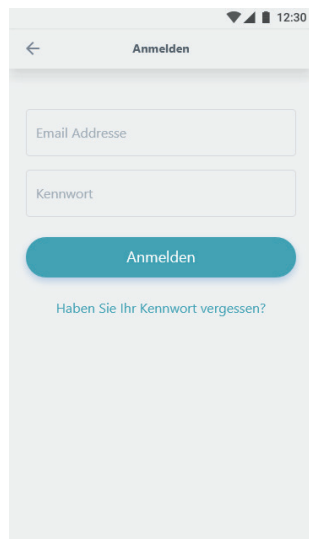 12:30
Anmelden
Email Addresse
Kennwort
Anmelden
Haben Sie Ihr Kennwort vergessen?